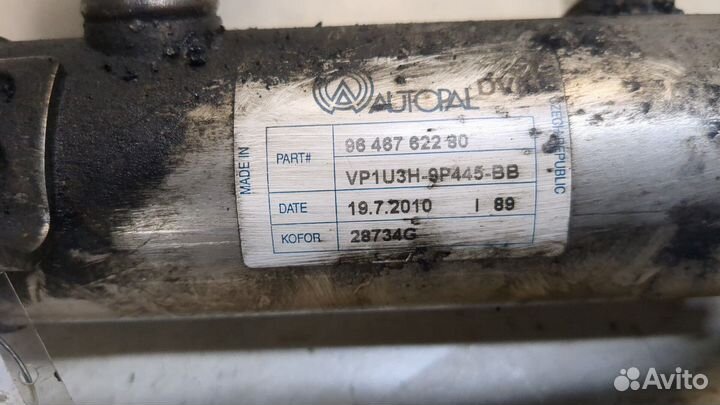 AUTOPAL DV
MADE IN
CZECH REPUBLIC
PART# 96 467 622 80
VP1U3H-9P445-BB
DATE 19.7.2010 I 89
KOFOR 28734G
Avito